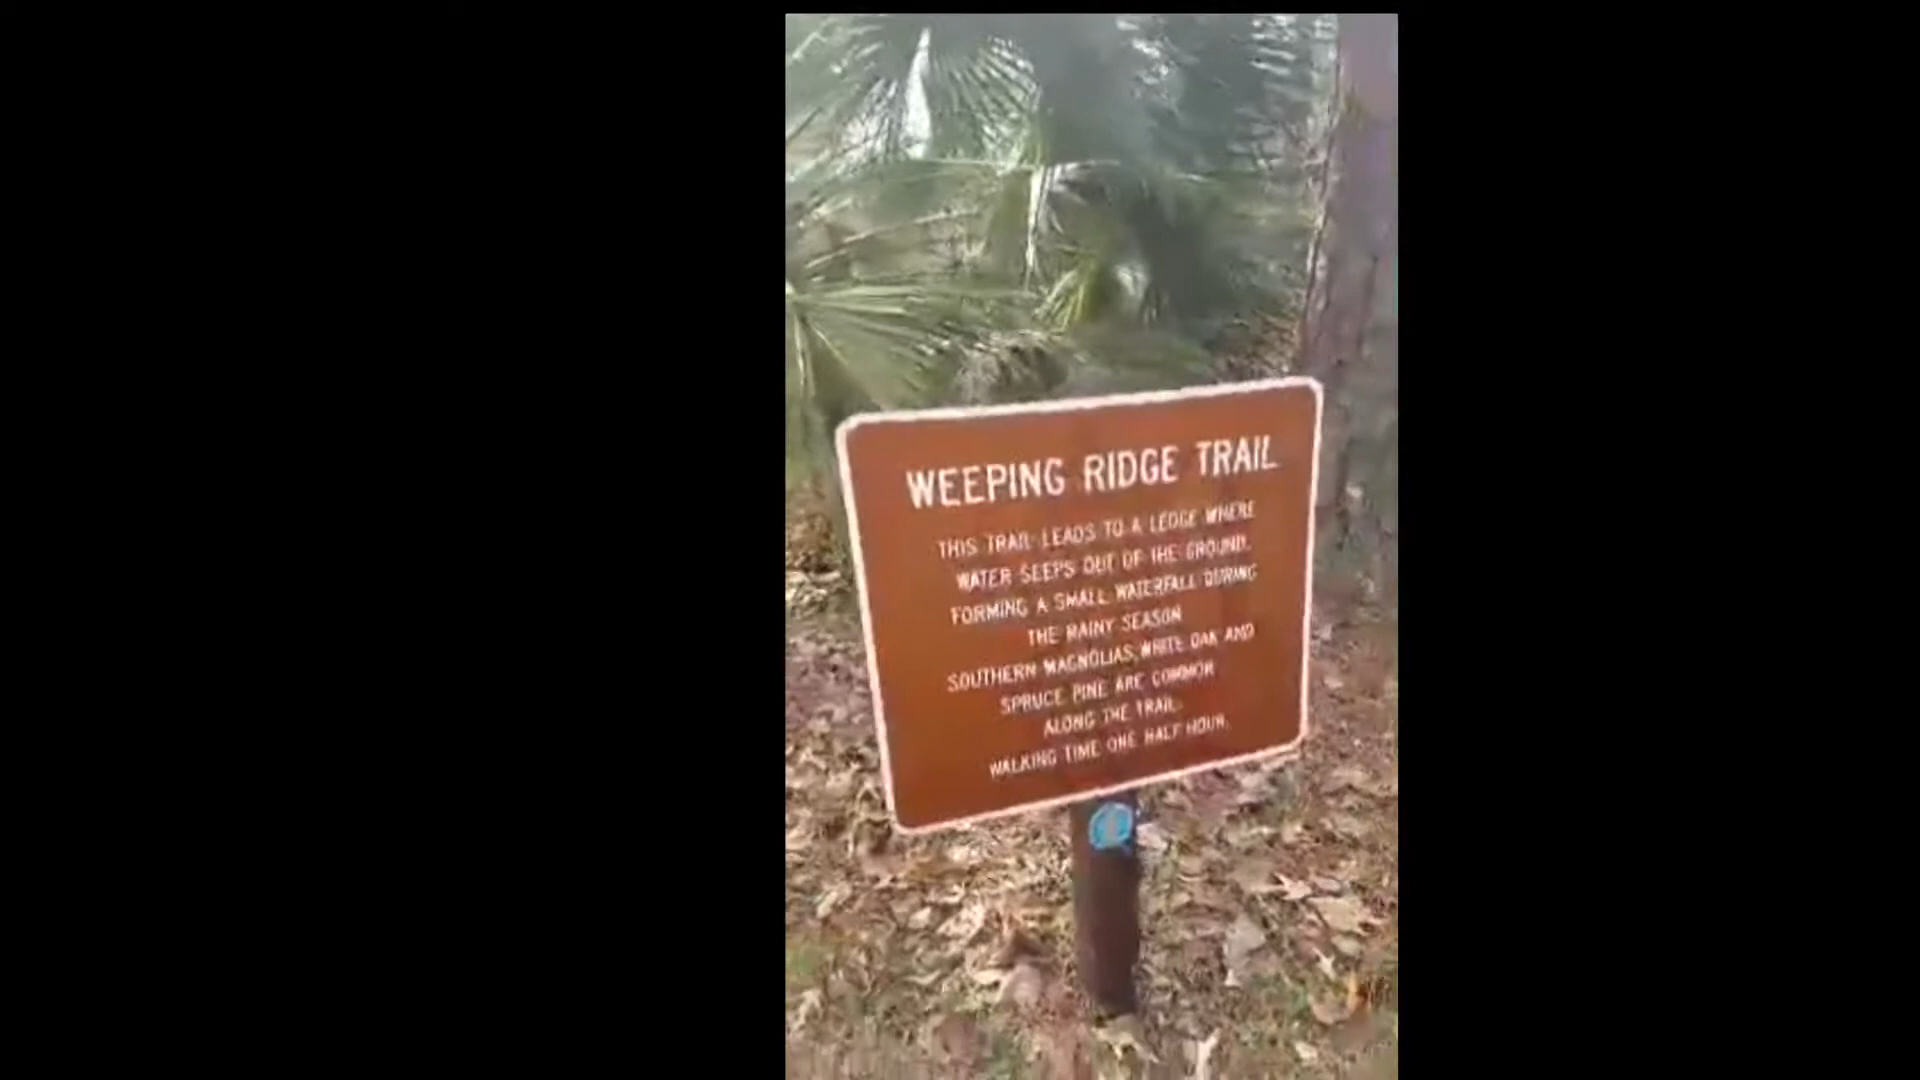 WEEPING RIDGE TRAIL
THIS TRAIL LEADS TO A LEDGE WHERE
WATER SEEPS OUT OF THE GROUND,
FORMING A SMALL WATERFALL DURING
THE RAINY SEASON
SOUTHERN MAGNOLIAS, WHITE OAK AND
SPRUCE PINE ARE COMMON
ALONG THE TRAIL.
WALKING TIME ONE HALF HOUR.